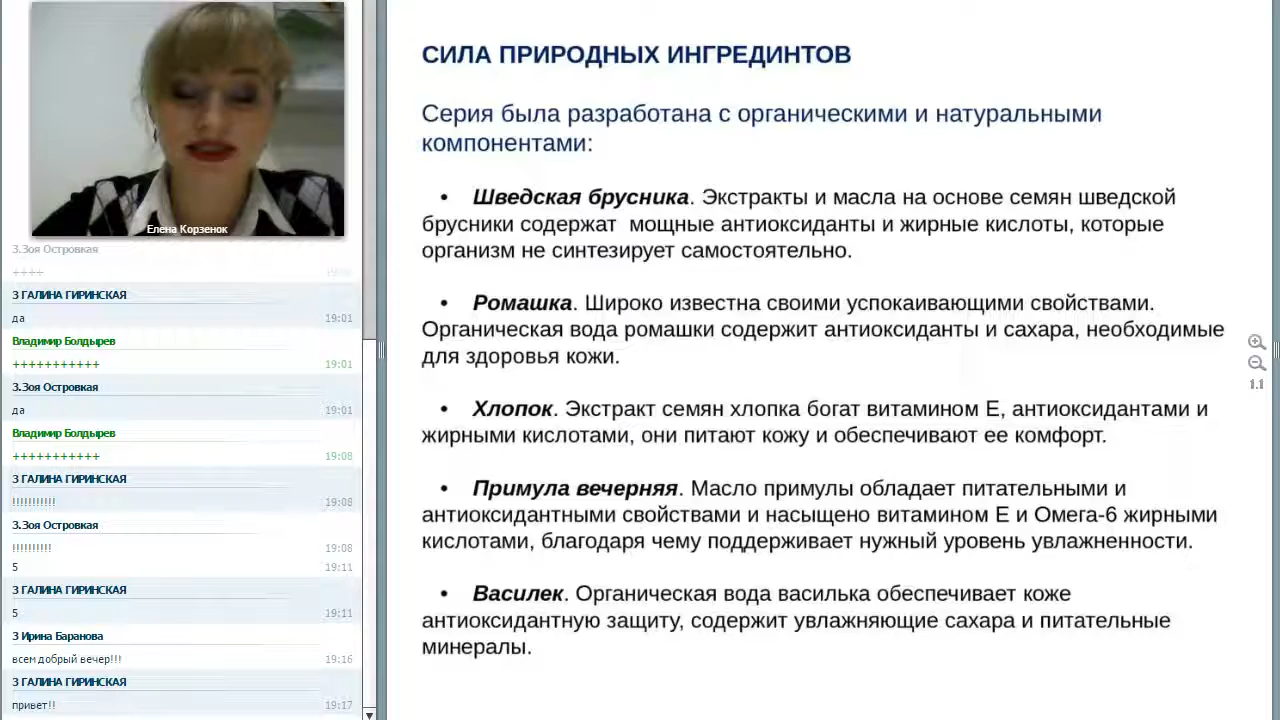 Елена Корзенок
3.Зоя Островкая
++++
19:00
3 ГАЛИНА ГИРИНСКАЯ
да 19:01
Владимир Болдырев
+++++++++++ 19:01
3.Зоя Островкая
да 19:01
Владимир Болдырев
+++++++++++ 19:08
3 ГАЛИНА ГИРИНСКАЯ
!!!!!!!!!!! 19:08
3.Зоя Островкая
!!!!!!!!!! 19:08
5 19:11
3 ГАЛИНА ГИРИНСКАЯ
5 19:11
3 Ирина Баранова
всем добрый вечер!!! 19:16
3 ГАЛИНА ГИРИНСКАЯ
привет!! 19:17
СИЛА ПРИРОДНЫХ ИНГРЕДИНТОВ
Серия была разработана с органическими и натуральными
компонентами:
• Шведская брусника. Экстракты и масла на основе семян шведской
брусники содержат мощные антиоксиданты и жирные кислоты, которые
организм не синтезирует самостоятельно.
• Ромашка. Широко известна своими успокаивающими свойствами.
Органическая вода ромашки содержит антиоксиданты и сахара, необходимые
для здоровья кожи.
• Хлопок. Экстракт семян хлопка богат витамином Е, антиоксидантами и
жирными кислотами, они питают кожу и обеспечивают ее комфорт.
• Примула вечерняя. Масло примулы обладает питательными и
антиоксидантными свойствами и насыщено витамином Е и Омега-6 жирными
кислотами, благодаря чему поддерживает нужный уровень увлажненности.
• Василек. Органическая вода василька обеспечивает коже
антиоксидантную защиту, содержит увлажняющие сахара и питательные
минералы.
1.1